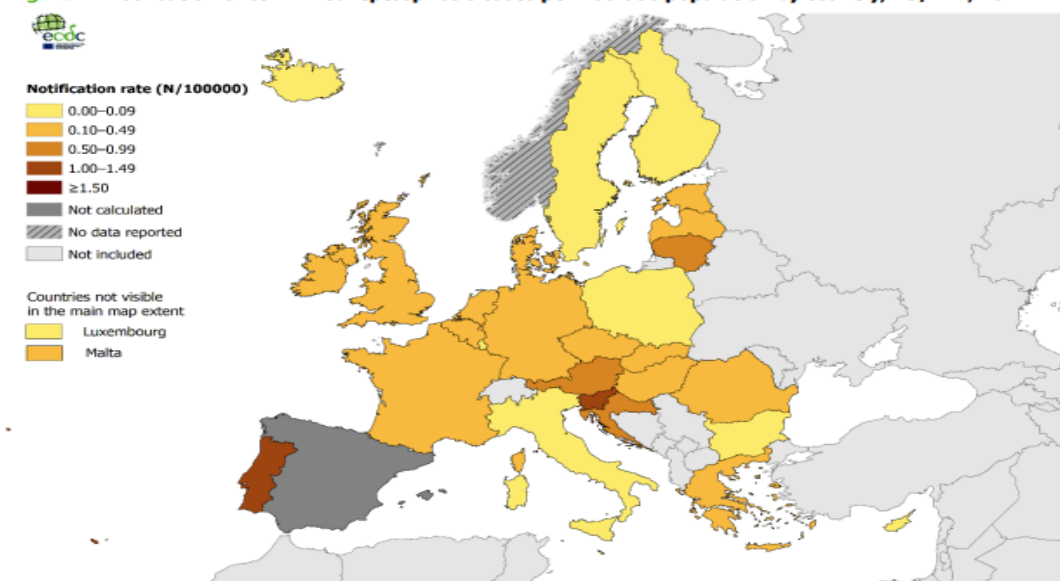 ecdc
Notification rate (N/100000)
0.00–0.09
0.10–0.49
0.50–0.99
1.00–1.49
≥1.50
Not calculated
No data reported
Not included
Countries not visible
in the main map extent
Luxembourg
Malta